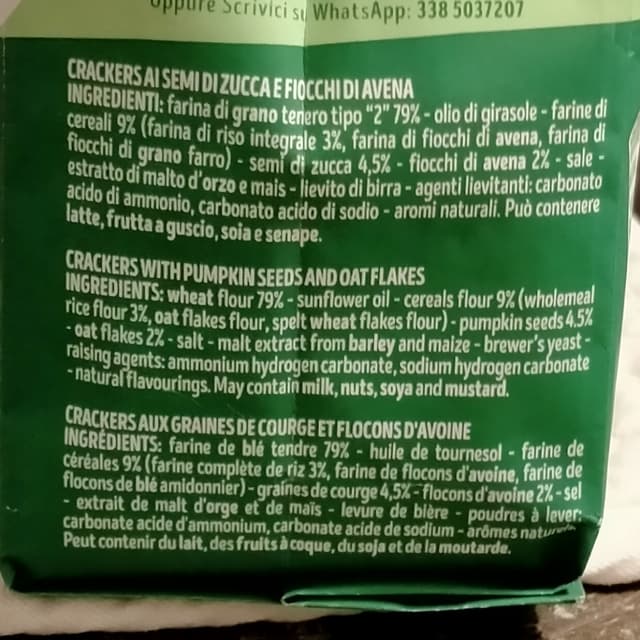 oppure Scrivici su WhatsApp: 338 5037207
CRACKERS AI SEMI DI ZUCCA E FIOCCHI DI AVENA
INGREDIENTI: farina di grano tenero tipo "2" 79% - olio di girasole - farine di
cereali 9% (farina di riso integrale 3%, farina di fiocchi di avena, farina di
fiocchi di grano farro) - semi di zucca 4,5% - fiocchi di avena 2% - sale -
estratto di malto d'orzo e mais - lievito di birra - agenti lievitanti: carbonato
acido di ammonio, carbonato acido di sodio - aromi naturali. Può contenere
latte, frutta a guscio, soia e senape.
CRACKERS WITH PUMPKIN SEEDS AND OAT FLAKES
INGREDIENTS: wheat flour 79% - sunflower oil - cereals flour 9% (wholemeal
rice flour 3%, oat flakes flour, spelt wheat flakes flour) - pumpkin seeds 4.5%
- oat flakes 2% - salt - malt extract from barley and maize - brewer's yeast -
raising agents: ammonium hydrogen carbonate, sodium hydrogen carbonate
- natural flavourings. May contain milk, nuts, soya and mustard.
CRACKERS AUX GRAINES DE COURGE ET FLOCONS D'AVOINE
INGRÉDIENTS: farine de blé tendre 79% - huile de tournesol - farine de
céréales 9% (farine complète de riz 3%, farine de flocons d'avoine, farine de
flocons de blé amidonnier) - graines de courge 4,5% - flocons d'avoine 2% - sel
- extrait de malt d'orge et de maïs - levure de bière - poudres à lever:
carbonate acide d'ammonium, carbonate acide de sodium - arômes naturels.
Peut contenir du lait, des fruits à coque, du soja et de la moutarde.